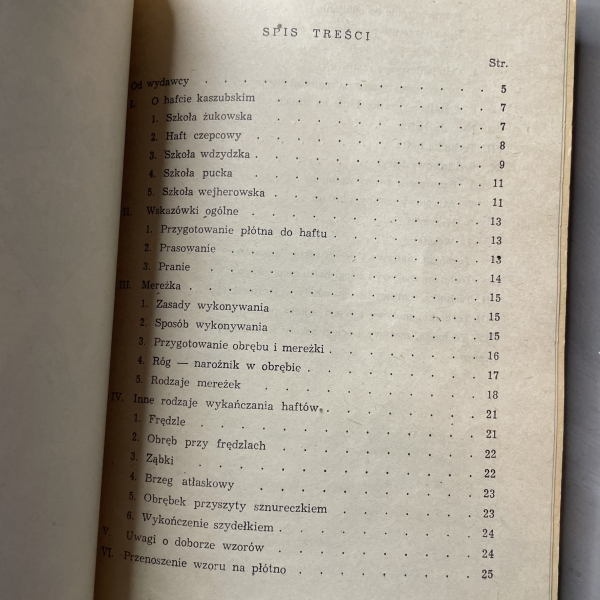 SPIS TREŚCI
Str.
Od wydawcy . . . . . . . . . . . . 5
I. O hafcie kaszubskim . . . . . . . . . 7
1. Szkoła żukowska . . . . . . . . . 7
2. Haft czepcowy . . . . . . . . . 8
3. Szkoła wdzydzka . . . . . . . . . 9
4. Szkoła pucka . . . . . . . . . 11
5. Szkoła wejherowska . . . . . . . . . 11
II. Wskazówki ogólne . . . . . . . . . 13
1. Przygotowanie płótna do haftu . . . . . . 13
2. Prasowanie . . . . . . . . . 13
3. Pranie . . . . . . . . . . 14
III. Mereżka . . . . . . . . . . . 15
1. Zasady wykonywania . . . . . . . . 15
2. Sposób wykonywania . . . . . . . . 15
3. Przygotowanie obrębu i mereżki . . . . . . 16
4. Róg — narożnik w obrębie . . . . . . . 17
5. Rodzaje mereżek . . . . . . . . . 18
IV. Inne rodzaje wykańczania haftów . . . . . . 21
1. Frędzle . . . . . . . . . . 21
2. Obręb przy frędzlach . . . . . . . . 22
3. Ząbki . . . . . . . . . . 22
4. Brzeg atłaskowy . . . . . . . . 23
5. Obrębek przyszyty sznureczkiem . . . . . . 23
6. Wykończenie szydełkiem . . . . . . . 24
V. Uwagi o doborze wzorów . . . . . . . . 24
VI. Przenoszenie wzoru na płótno . . . . . . . 25